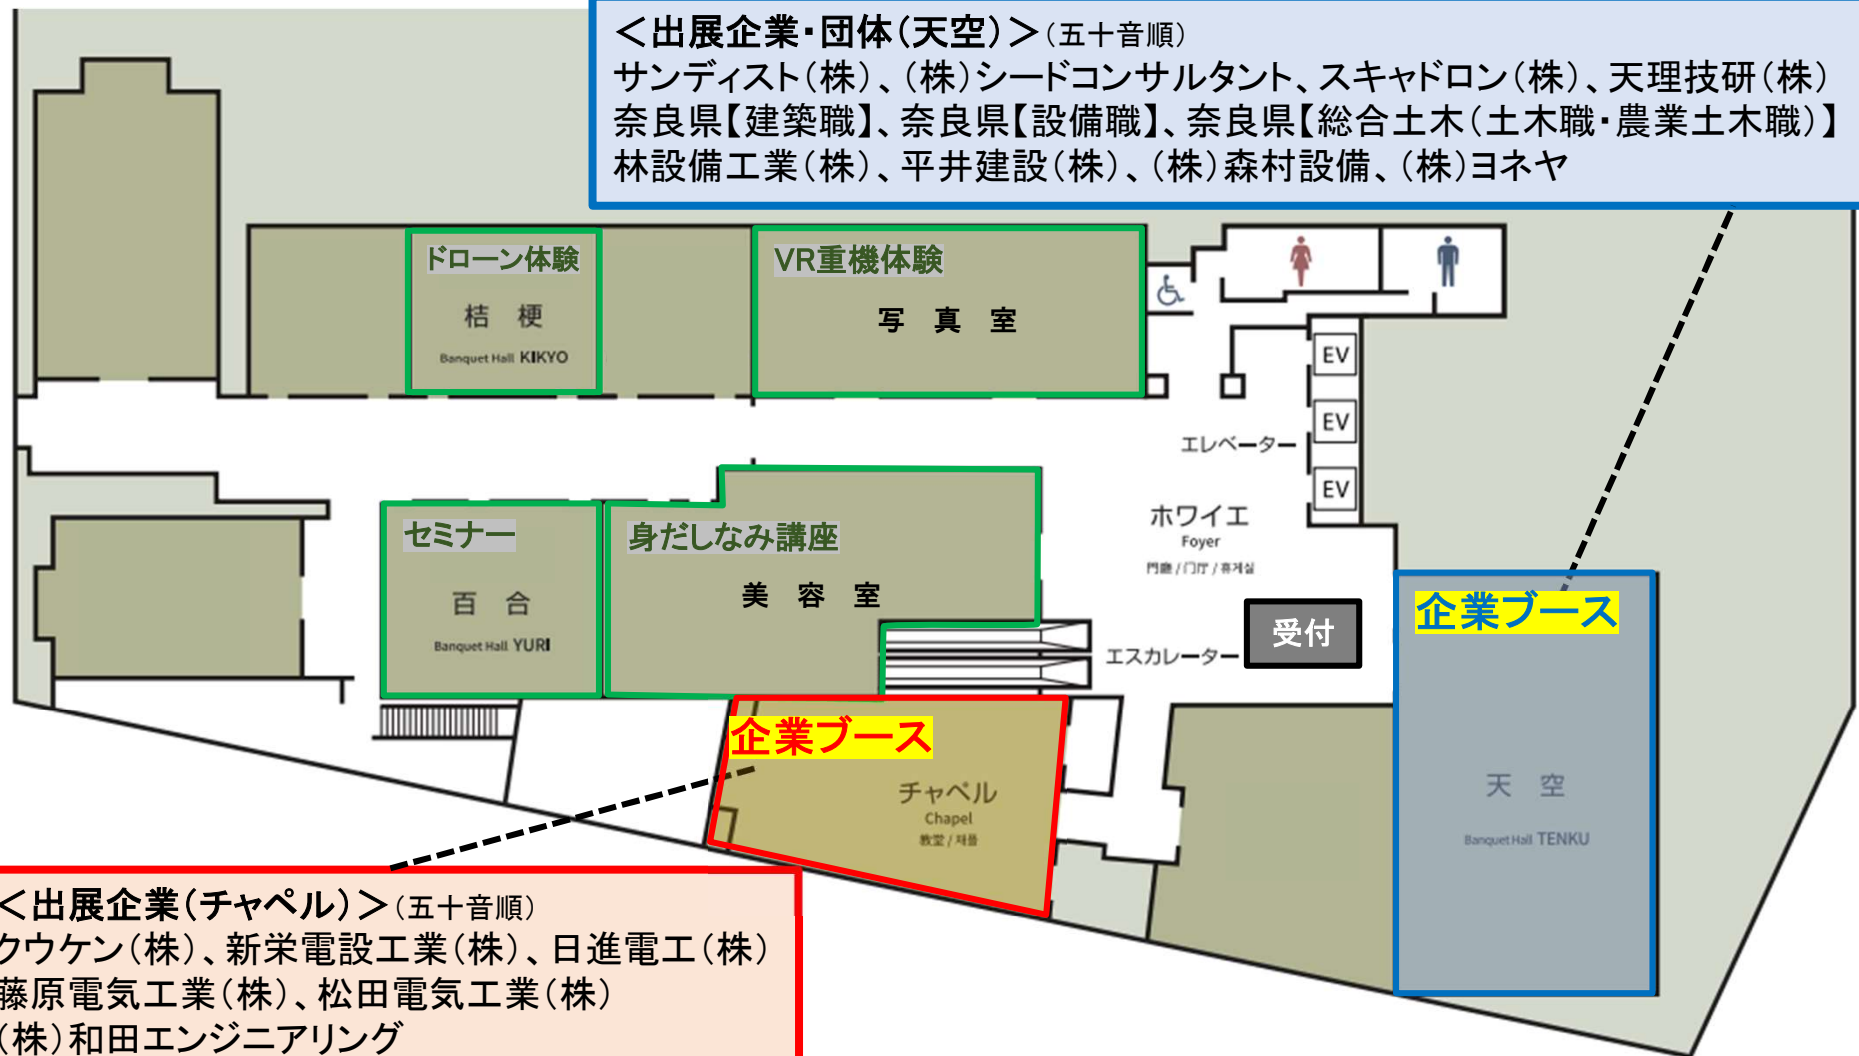 ＜出展企業・団体(天空)＞(五十音順)
サンディスト(株)、(株)シードコンサルタント、スキャドロン(株)、天理技研(株)
奈良県【建築職】、奈良県【設備職】、奈良県【総合土木(土木職・農業土木職)】
林設備工業(株)、平井建設(株)、(株)森村設備、(株)ヨネヤ
ドローン体験
桔 梗
Banquet Hall KIKYO
VR重機体験
写 真 室
EV
EV
EV
エレベーター
ホワイエ
Foyer
門廳 / 门厅 / 휴게실
セミナー
百 合
Banquet Hall YURI
身だしなみ講座
美 容 室
エスカレーター
受付
企業ブース
天 空
Banquet Hall TENKU
企業ブース
チャペル
Chapel
教堂 / 채플
＜出展企業(チャペル)＞(五十音順)
クウケン(株)、新栄電設工業(株)、日進電工(株)
藤原電気工業(株)、松田電気工業(株)
(株)和田エンジニアリング